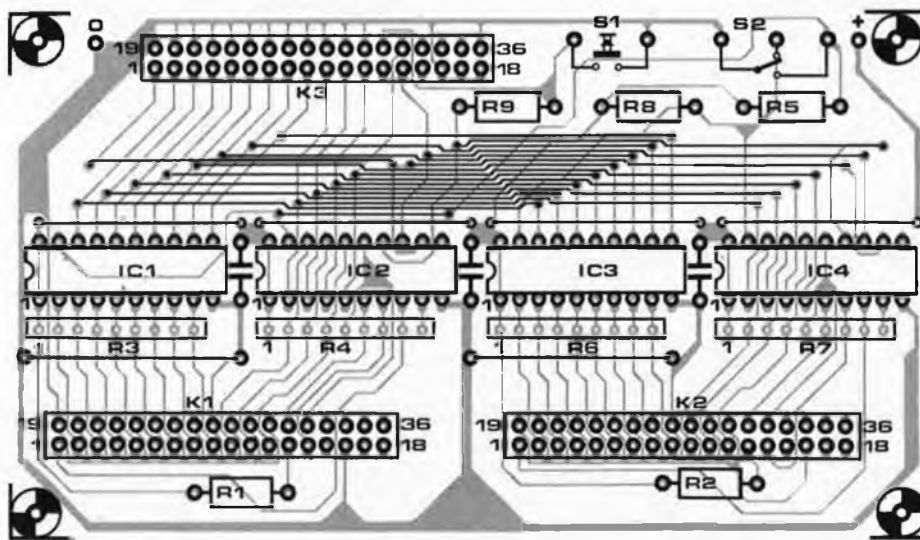 O S1 S2 +
19 36
1 18
K3
R9 R8 R5
IC1 IC2 IC3 IC4
1 1 1 1
1 R3 1 R4 1 R6 1 R7
K1 K2
19 36 19 36
1 18 1 18
R1 R2